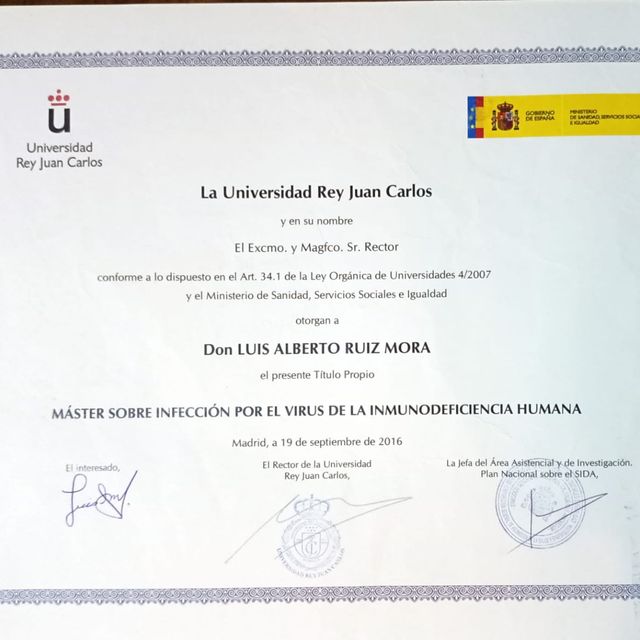 ü
Universidad
Rey Juan Carlos
GOBIERNO
DE ESPAÑA
MINISTERIO
DE SANIDAD, SERVICIOS SOCIA
E IGUALDAD
La Universidad Rey Juan Carlos
y en su nombre
El Excmo. y Magfco. Sr. Rector
conforme a lo dispuesto en el Art. 34.1 de la Ley Orgánica de Universidades 4/2007
y el Ministerio de Sanidad, Servicios Sociales e Igualdad
otorgan a
Don LUIS ALBERTO RUIZ MORA
el presente Título Propio
MÁSTER SOBRE INFECCIÓN POR EL VIRUS DE LA INMUNODEFICIENCIA HUMANA
Madrid, a 19 de septiembre de 2016
El interesado,
El Rector de la Universidad
Rey Juan Carlos,
La Jefa del Área Asistencial y de Investigación.
Plan Nacional sobre el SIDA,
UNIVERSIDAD REY JUAN CARLOS